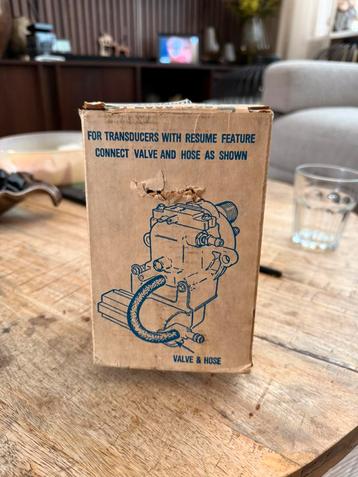 FOR TRANSDUCERS WITH RESUME FEATURE
CONNECT VALVE AND HOSE AS SHOWN
VALVE & HOSE